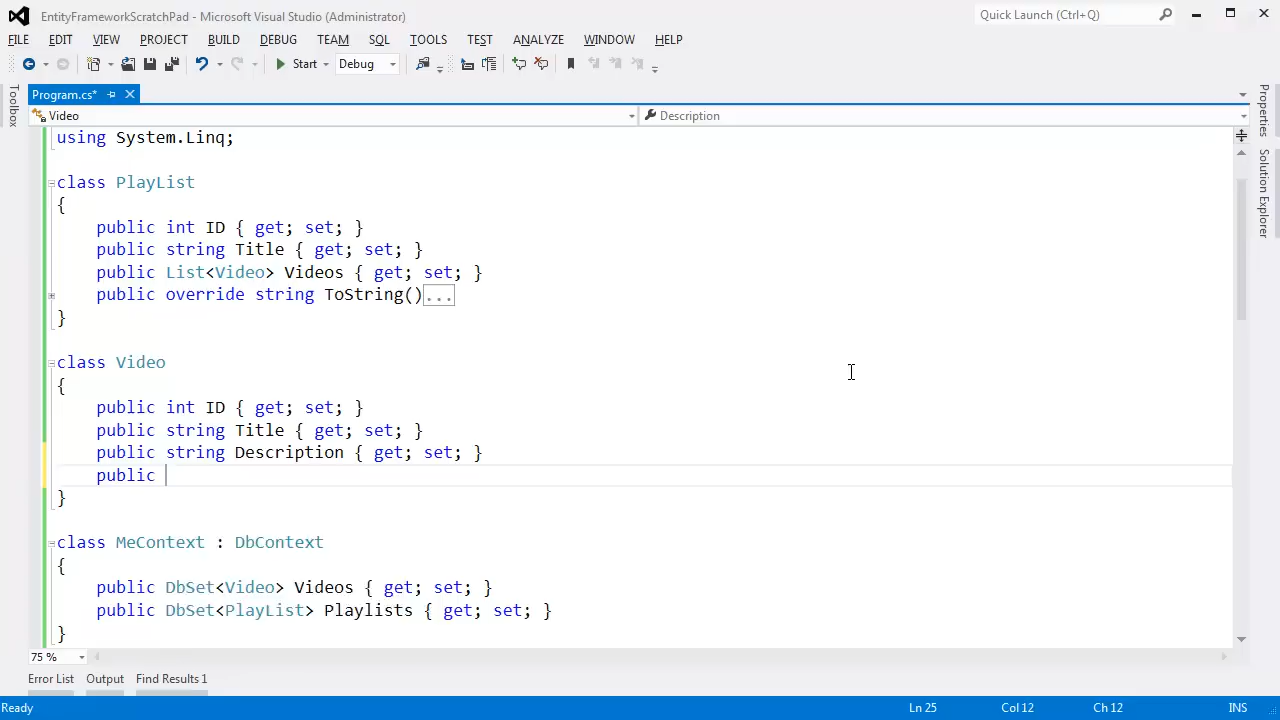 EntityFrameworkScratchPad - Microsoft Visual Studio (Administrator)
Quick Launch (Ctrl+Q)
FILE EDIT VIEW PROJECT BUILD DEBUG TEAM SQL TOOLS TEST ANALYZE WINDOW HELP
Start Debug
Toolbox
Program.cs*
Video
Description
Properties
Solution Explorer
using System.Linq;
class PlayList
{
public int ID { get; set; }
public string Title { get; set; }
public List<Video> Videos { get; set; }
public override string ToString()...
}
class Video
{
public int ID { get; set; }
public string Title { get; set; }
public string Description { get; set; }
public
}
class MeContext : DbContext
{
public DbSet<Video> Videos { get; set; }
public DbSet<PlayList> Playlists { get; set; }
}
75 %
Error List Output Find Results 1
Ready Ln 25 Col 12 Ch 12 INS